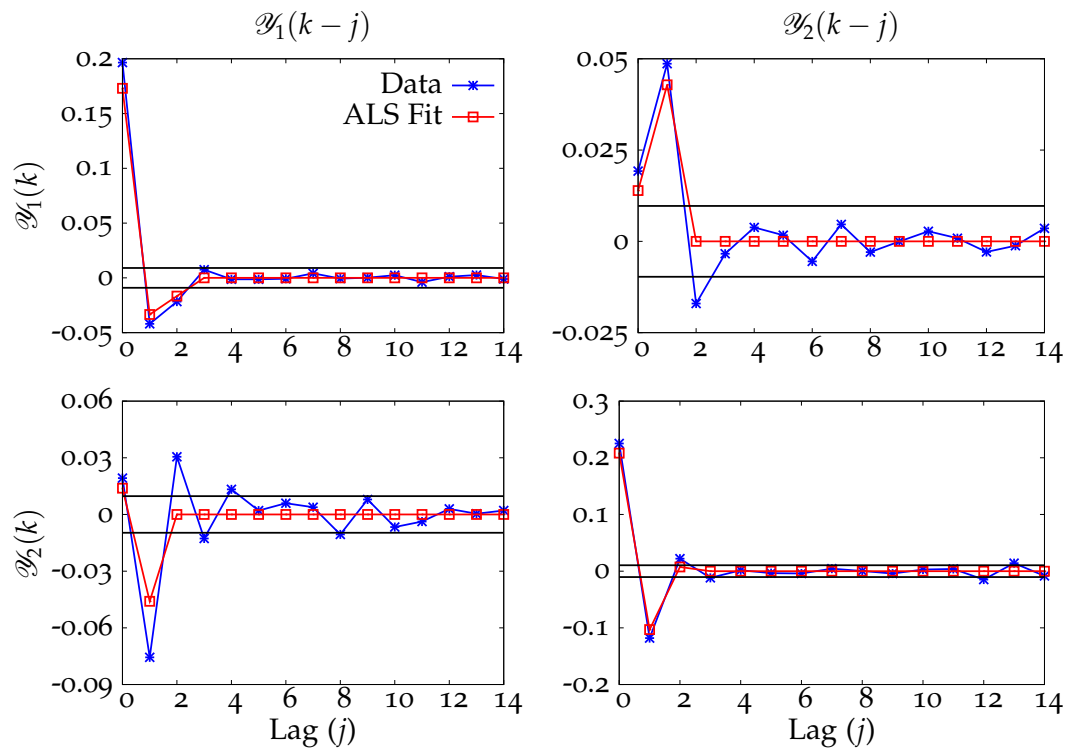 𝒴₁(k − j)
𝒴₂(k − j)
0.2
0.15
0.1
0.05
0
-0.05
𝒴₁(k)
Data
ALS Fit
0 2 4 6 8 10 12 14
0.05
0.025
0
-0.025
0 2 4 6 8 10 12 14
0.06
0.03
0
-0.03
-0.06
-0.09
𝒴₂(k)
0 2 4 6 8 10 12 14
Lag (j)
0.3
0.2
0.1
0
-0.1
-0.2
0 2 4 6 8 10 12 14
Lag (j)